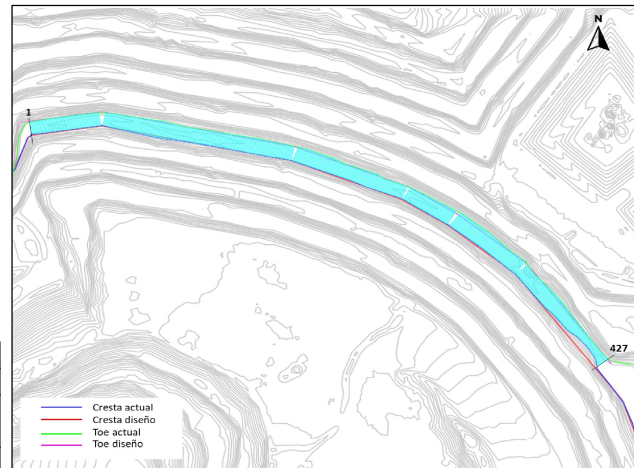 N
1
427
Cresta actual
Cresta diseño
Toe actual
Toe diseño